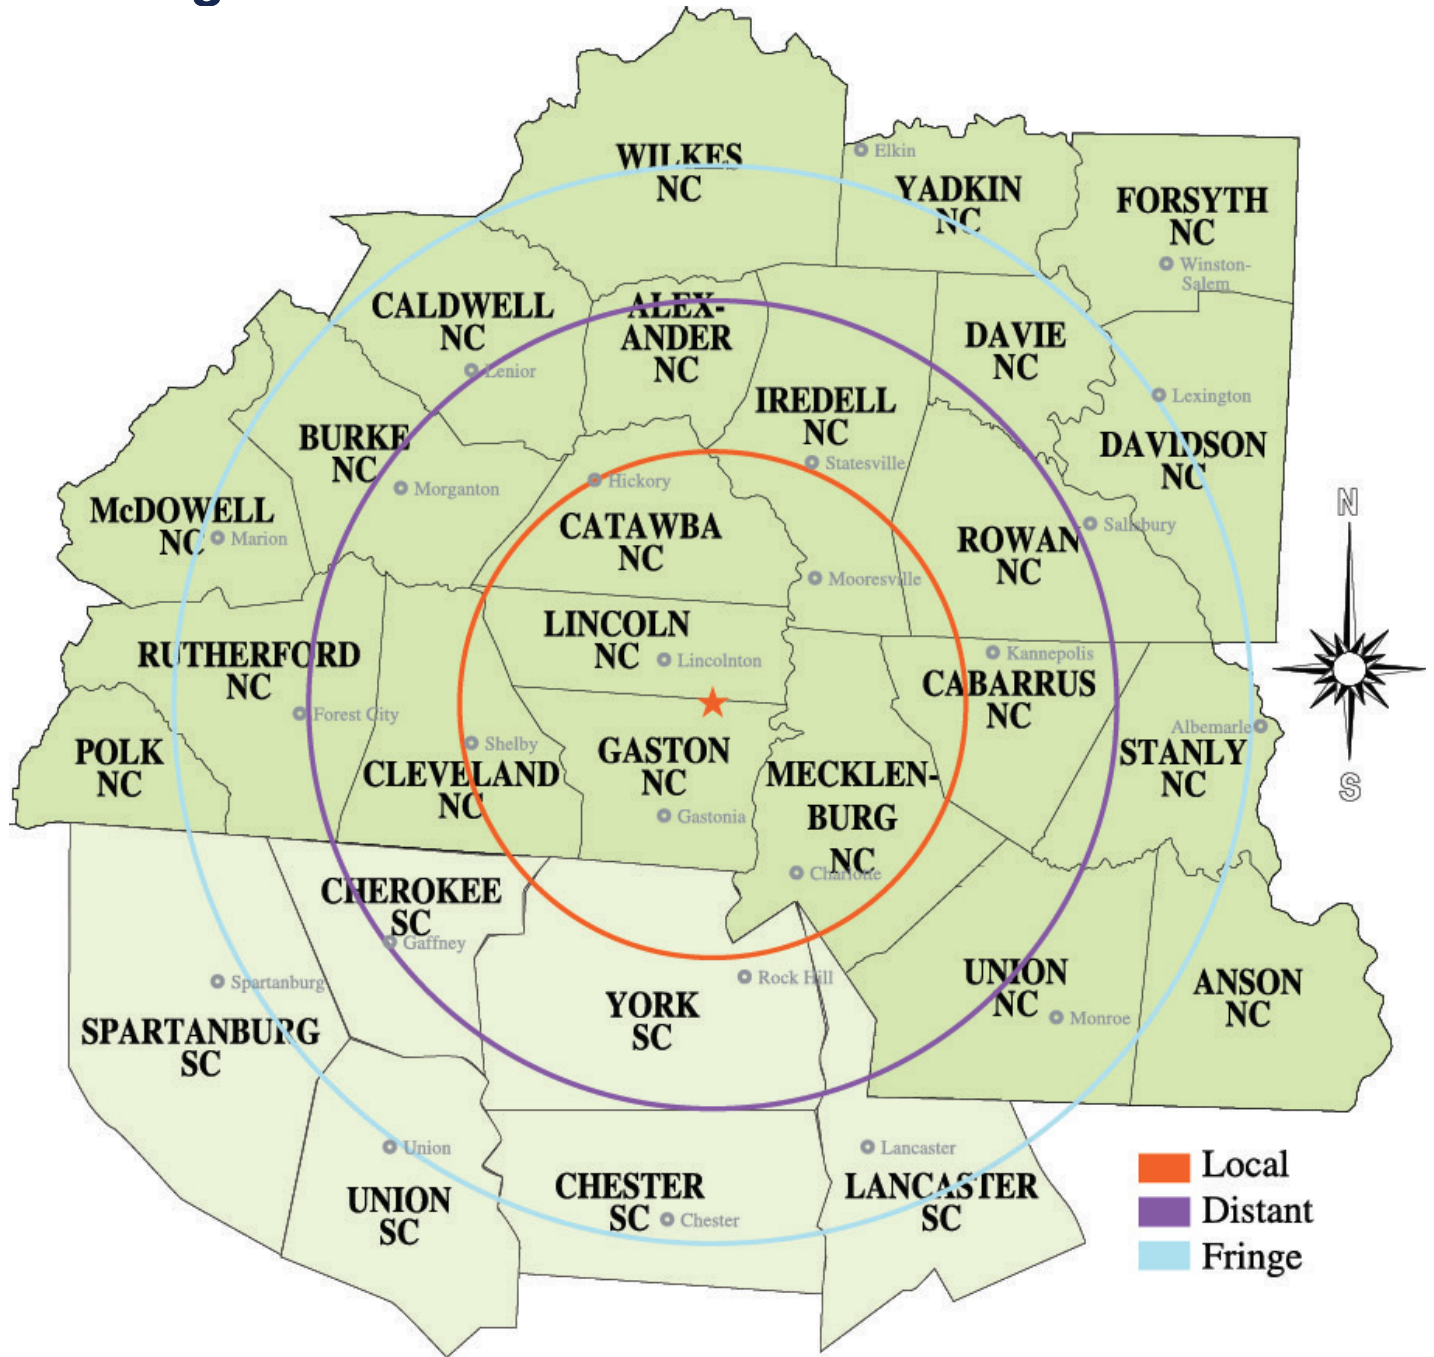 WILKES
NC
Elkin
YADKIN
NC
FORSYTH
NC
Winston-
Salem
CALDWELL
NC
Lenior
ALEX-
ANDER
NC
DAVIE
NC
IREDELL
NC
Statesville
Lexington
DAVIDSON
NC
BURKE
NC
Morganton
Hickory
CATAWBA
NC
McDOWELL
NC
Marion
Mooresville
ROWAN
NC
Salisbury
N
LINCOLN
NC
Lincolnton
RUTHERFORD
NC
Forest City
Kannepolis
CABARRUS
NC
POLK
NC
Shelby
CLEVELAND
NC
GASTON
NC
Gastonia
MECKLEN-
BURG
NC
Charlotte
Albemarle
STANLY
NC
S
CHEROKEE
SC
Gaffney
Spartanburg
SPARTANBURG
SC
YORK
SC
Rock Hill
UNION
NC
Monroe
ANSON
NC
Union
UNION
SC
CHESTER
SC
Chester
Lancaster
LANCASTER
SC
Local
Distant
Fringe